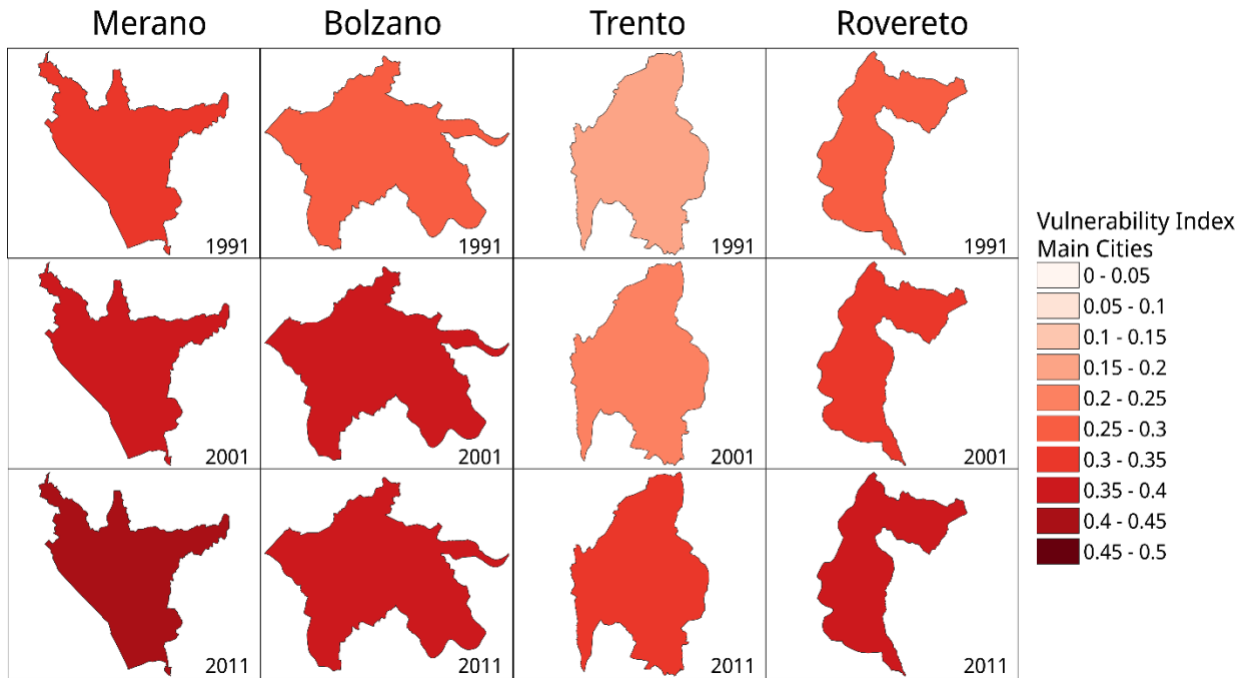 Merano
Bolzano
Trento
Rovereto
1991
1991
1991
1991
2001
2001
2001
2001
2011
2011
2011
2011
Vulnerability Index
Main Cities
0 - 0.05
0.05 - 0.1
0.1 - 0.15
0.15 - 0.2
0.2 - 0.25
0.25 - 0.3
0.3 - 0.35
0.35 - 0.4
0.4 - 0.45
0.45 - 0.5